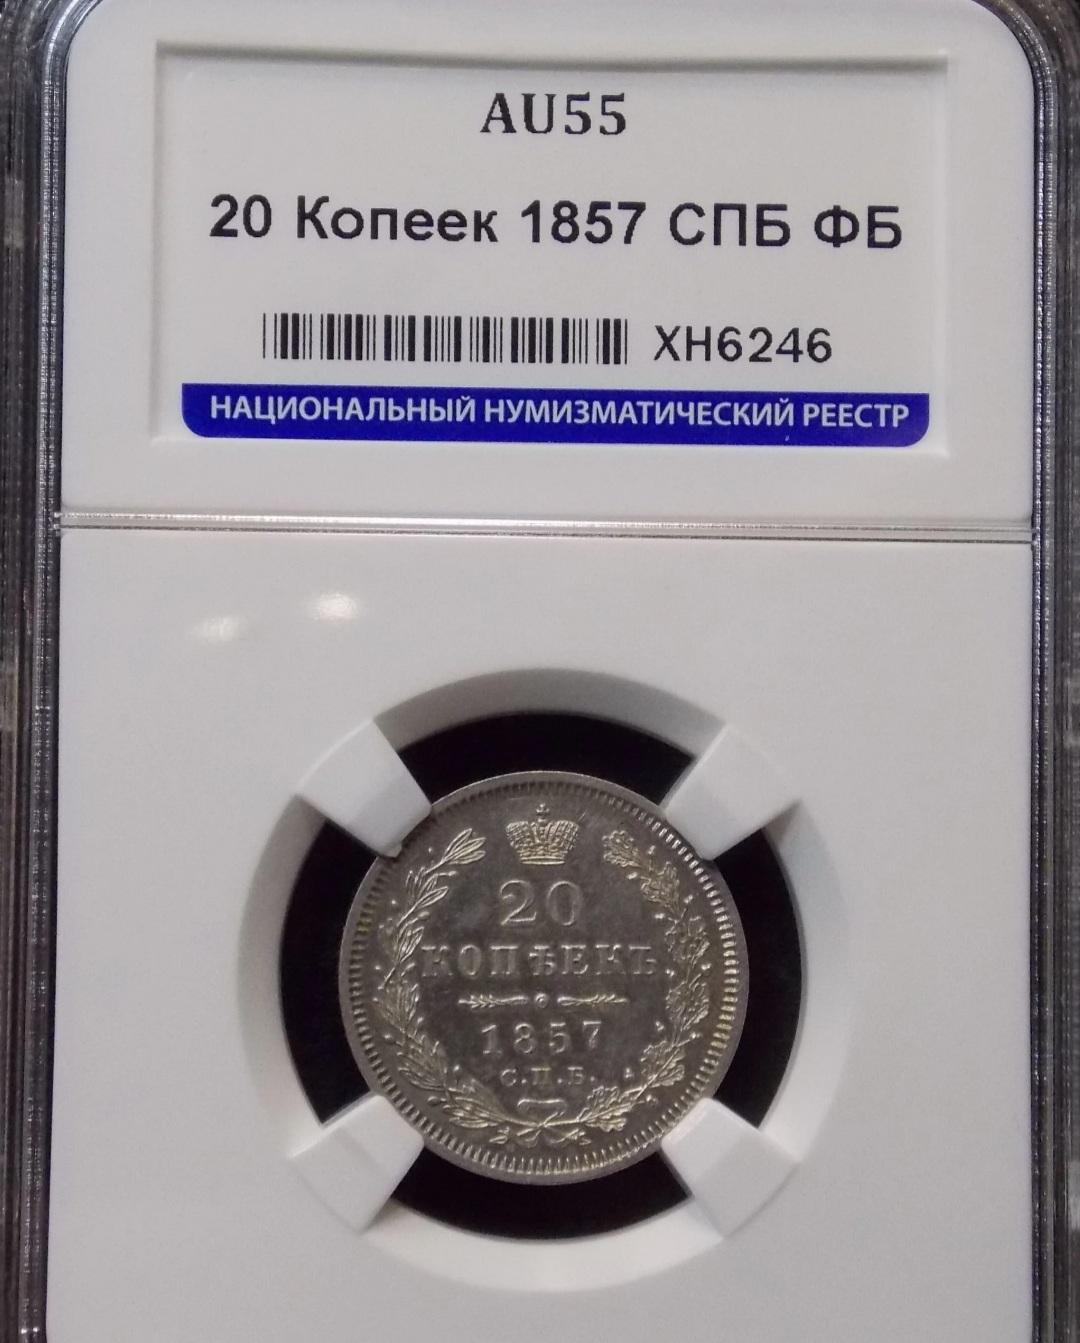 AU55
20 Копеек 1857 СПБ ФБ
XH6246
НАЦИОНАЛЬНЫЙ НУМИЗМАТИЧЕСКИЙ РЕЕСТР
20
КОПѢЕКЪ
1857
С.П.Б.